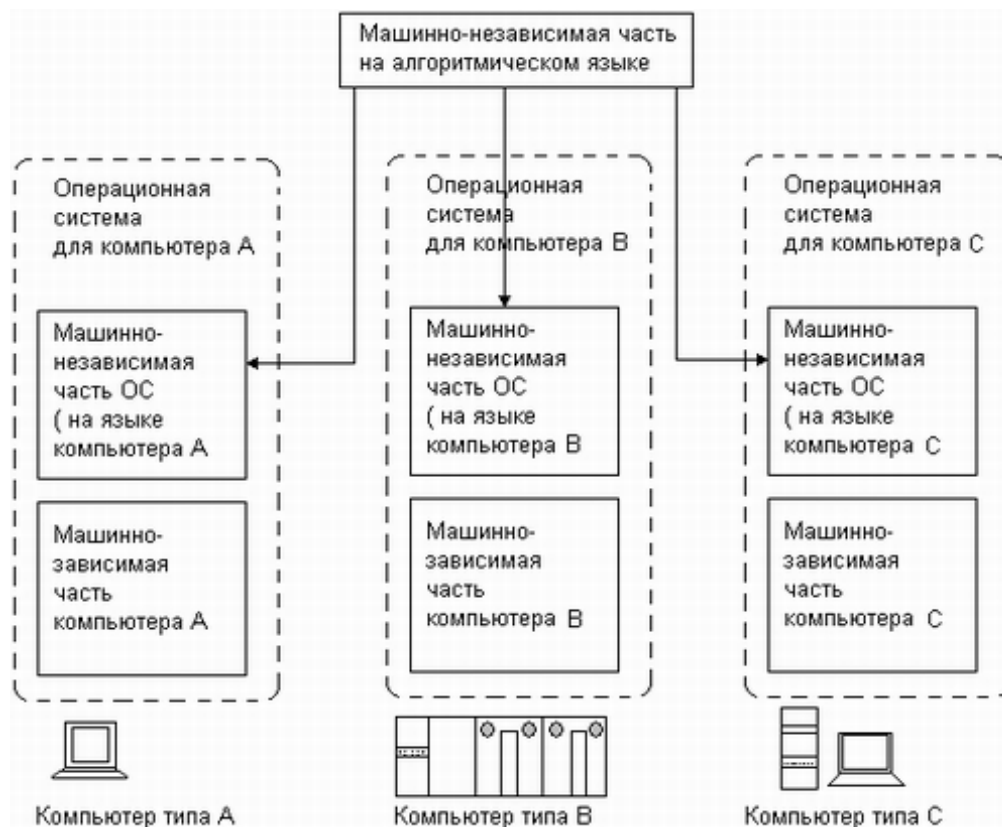 Машинно-независимая часть
на алгоритмическом языке
Операционная
система
для компьютера А
Операционная
система
для компьютера В
Операционная
система
для компьютера С
Машинно-
независимая
часть ОС
( на языке
компьютера А
Машинно-
независимая
часть ОС
( на языке
компьютера В
Машинно-
независимая
часть ОС
( на языке
компьютера С
Машинно-
зависимая
часть
компьютера А
Машинно-
зависимая
часть
компьютера В
Машинно-
зависимая
часть
компьютера С
Компьютер типа А
Компьютер типа В
Компьютер типа С